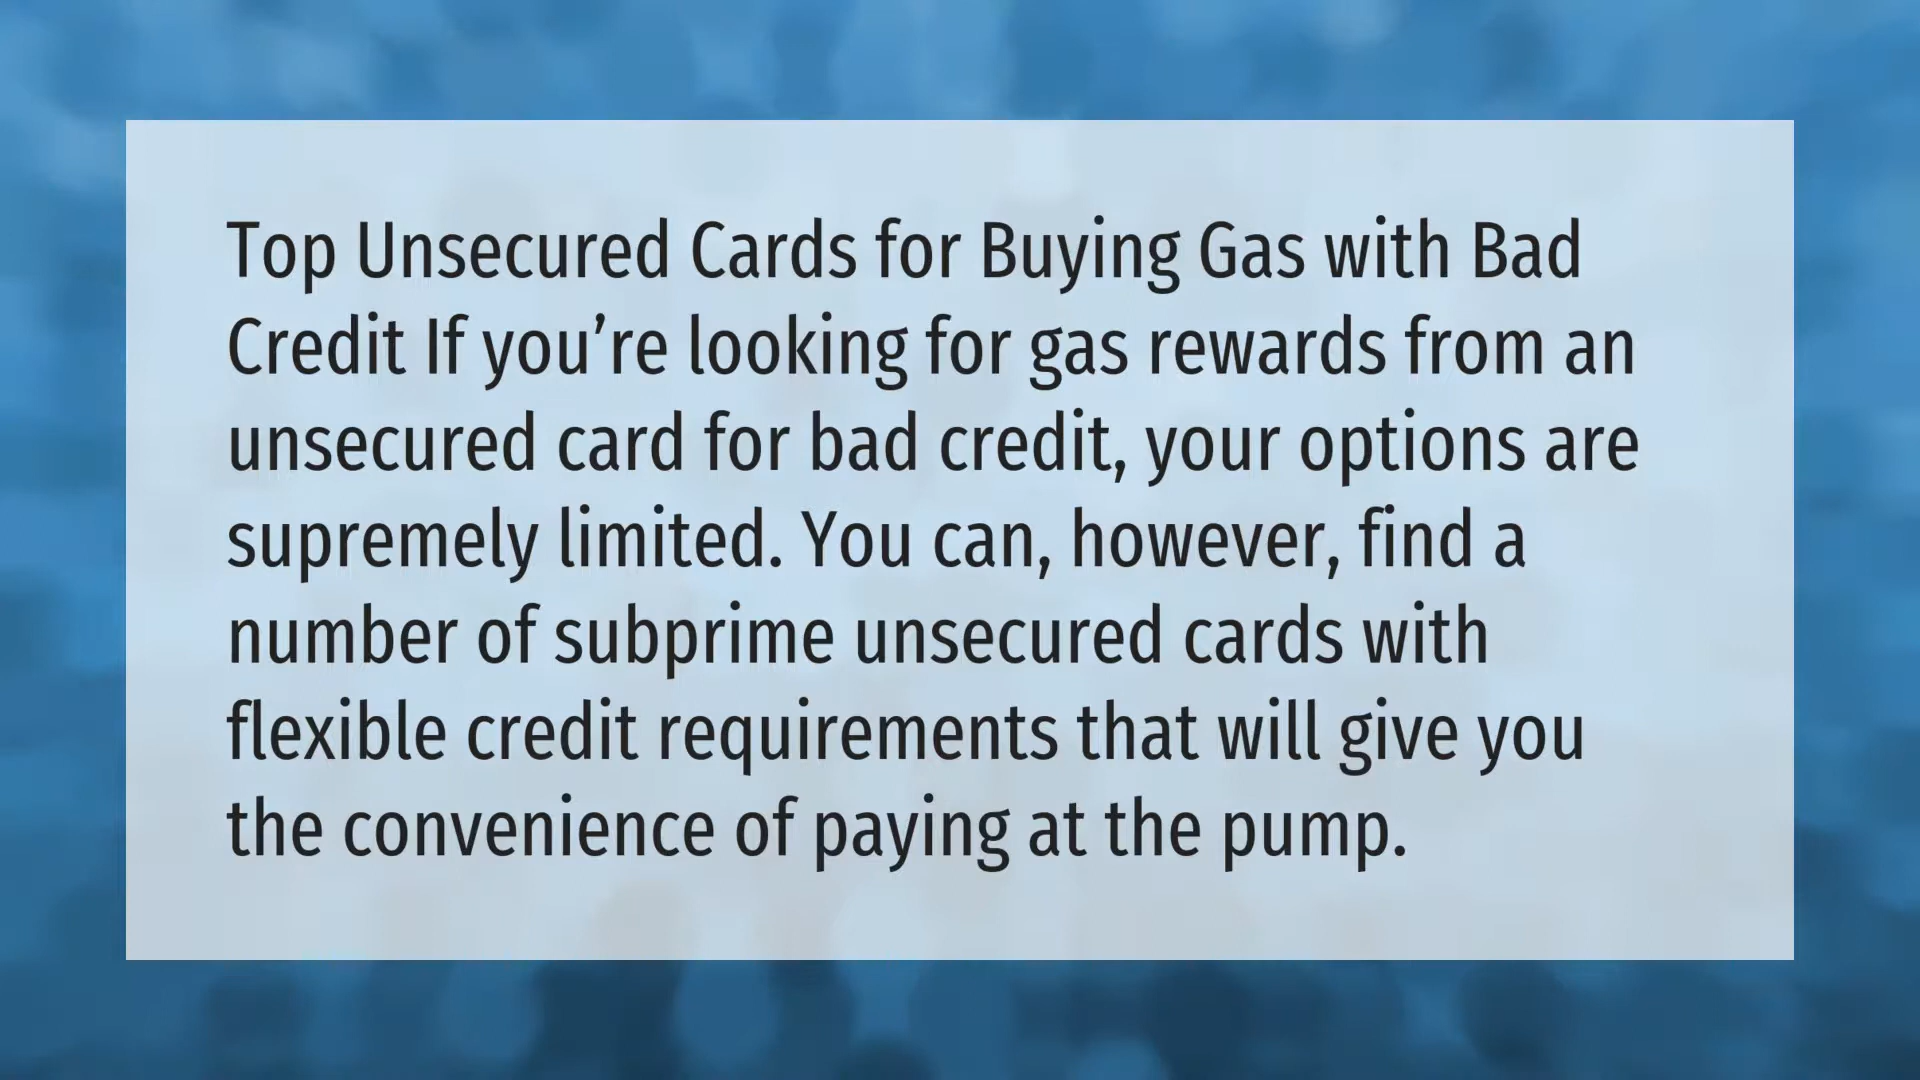 Top Unsecured Cards for Buying Gas with Bad
Credit If you’re looking for gas rewards from an
unsecured card for bad credit, your options are
supremely limited. You can, however, find a
number of subprime unsecured cards with
flexible credit requirements that will give you
the convenience of paying at the pump.